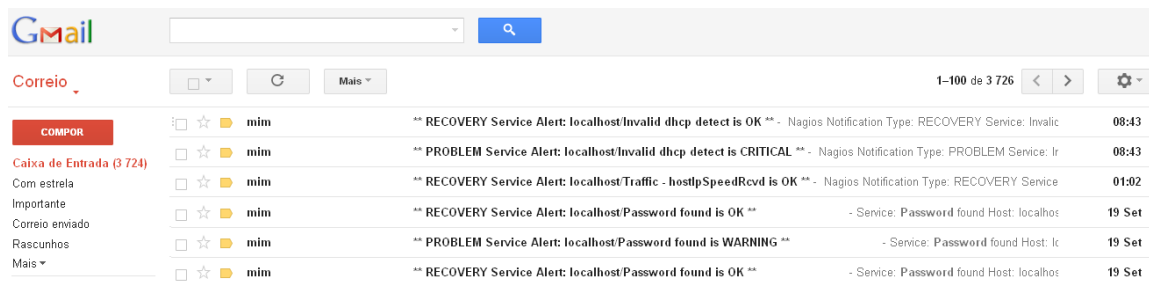 Gmail
Correio
Mais
1–100 de 3 726
COMPOR
Caixa de Entrada (3 724)
Com estrela
Importante
Correio enviado
Rascunhos
Mais
mim ** RECOVERY Service Alert: localhost/Invalid dhcp detect is OK ** - Nagios Notification Type: RECOVERY Service: Invalic 08:43
mim ** PROBLEM Service Alert: localhost/Invalid dhcp detect is CRITICAL ** - Nagios Notification Type: PROBLEM Service: Ir 08:43
mim ** RECOVERY Service Alert: localhost/Traffic - hostIpSpeedRcvd is OK ** - Nagios Notification Type: RECOVERY Service 01:02
mim ** RECOVERY Service Alert: localhost/Password found is OK ** - Service: Password found Host: localhos 19 Set
mim ** PROBLEM Service Alert: localhost/Password found is WARNING ** - Service: Password found Host: lc 19 Set
mim ** RECOVERY Service Alert: localhost/Password found is OK ** - Service: Password found Host: localhos 19 Set